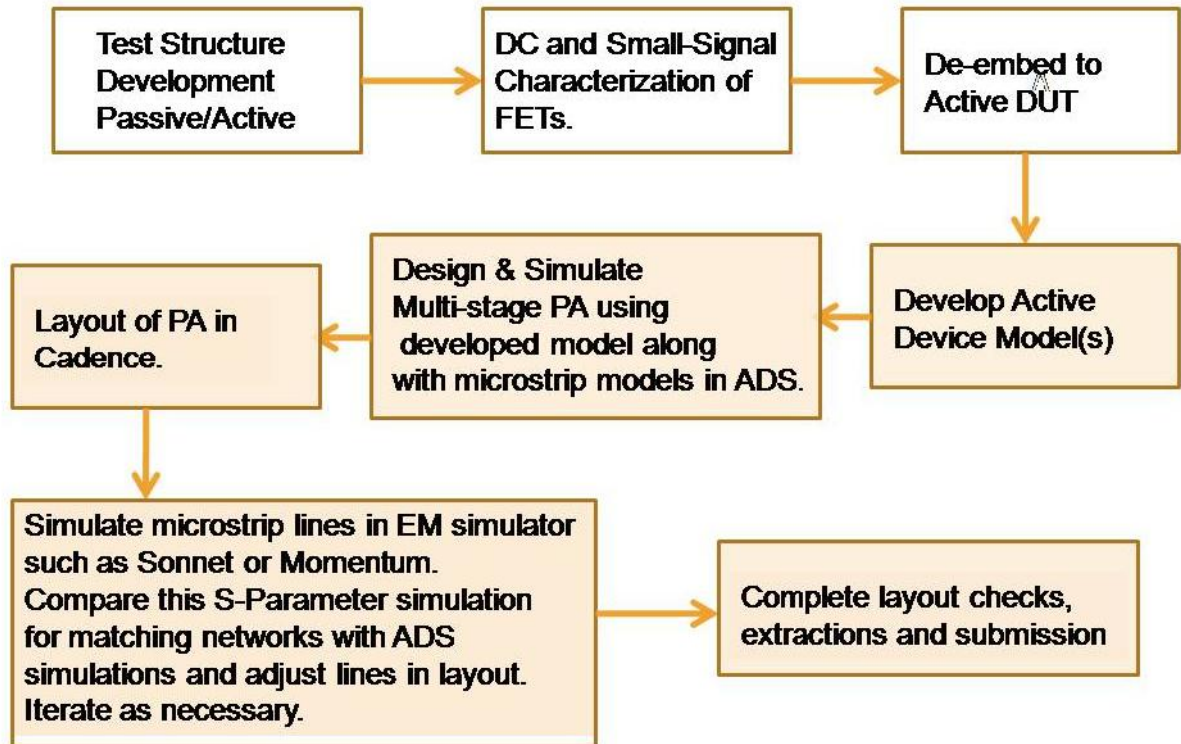 Test Structure
Development
Passive/Active
DC and Small-Signal
Characterization of
FETs.
De-embed to
Active DUT
Develop Active
Device Model(s)
Design & Simulate
Multi-stage PA using
developed model along
with microstrip models in ADS.
Layout of PA in
Cadence.
Simulate microstrip lines in EM simulator
such as Sonnet or Momentum.
Compare this S-Parameter simulation
for matching networks with ADS
simulations and adjust lines in layout.
Iterate as necessary.
Complete layout checks,
extractions and submission